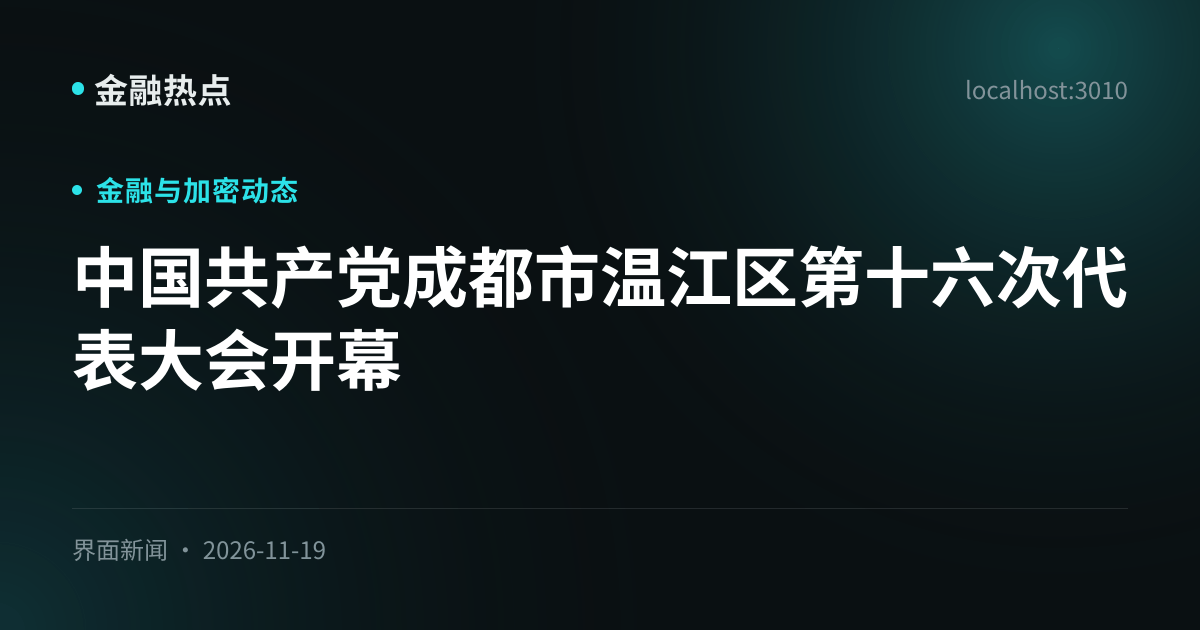 金融热点
localhost:3010
金融与加密动态
中国共产党成都市温江区第十六次代
表大会开幕
界面新闻 • 2026-11-19